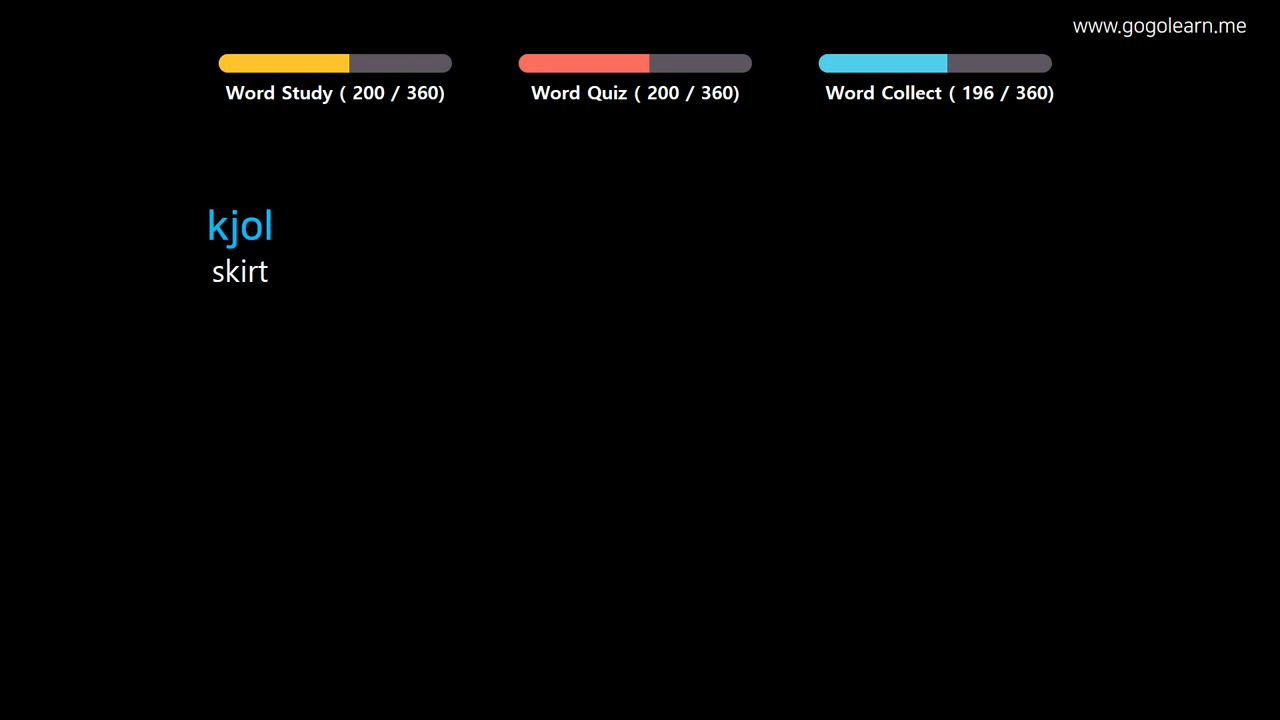 www.gogolearn.me
Word Study ( 200 / 360)
Word Quiz ( 200 / 360)
Word Collect ( 196 / 360)
kjol
skirt